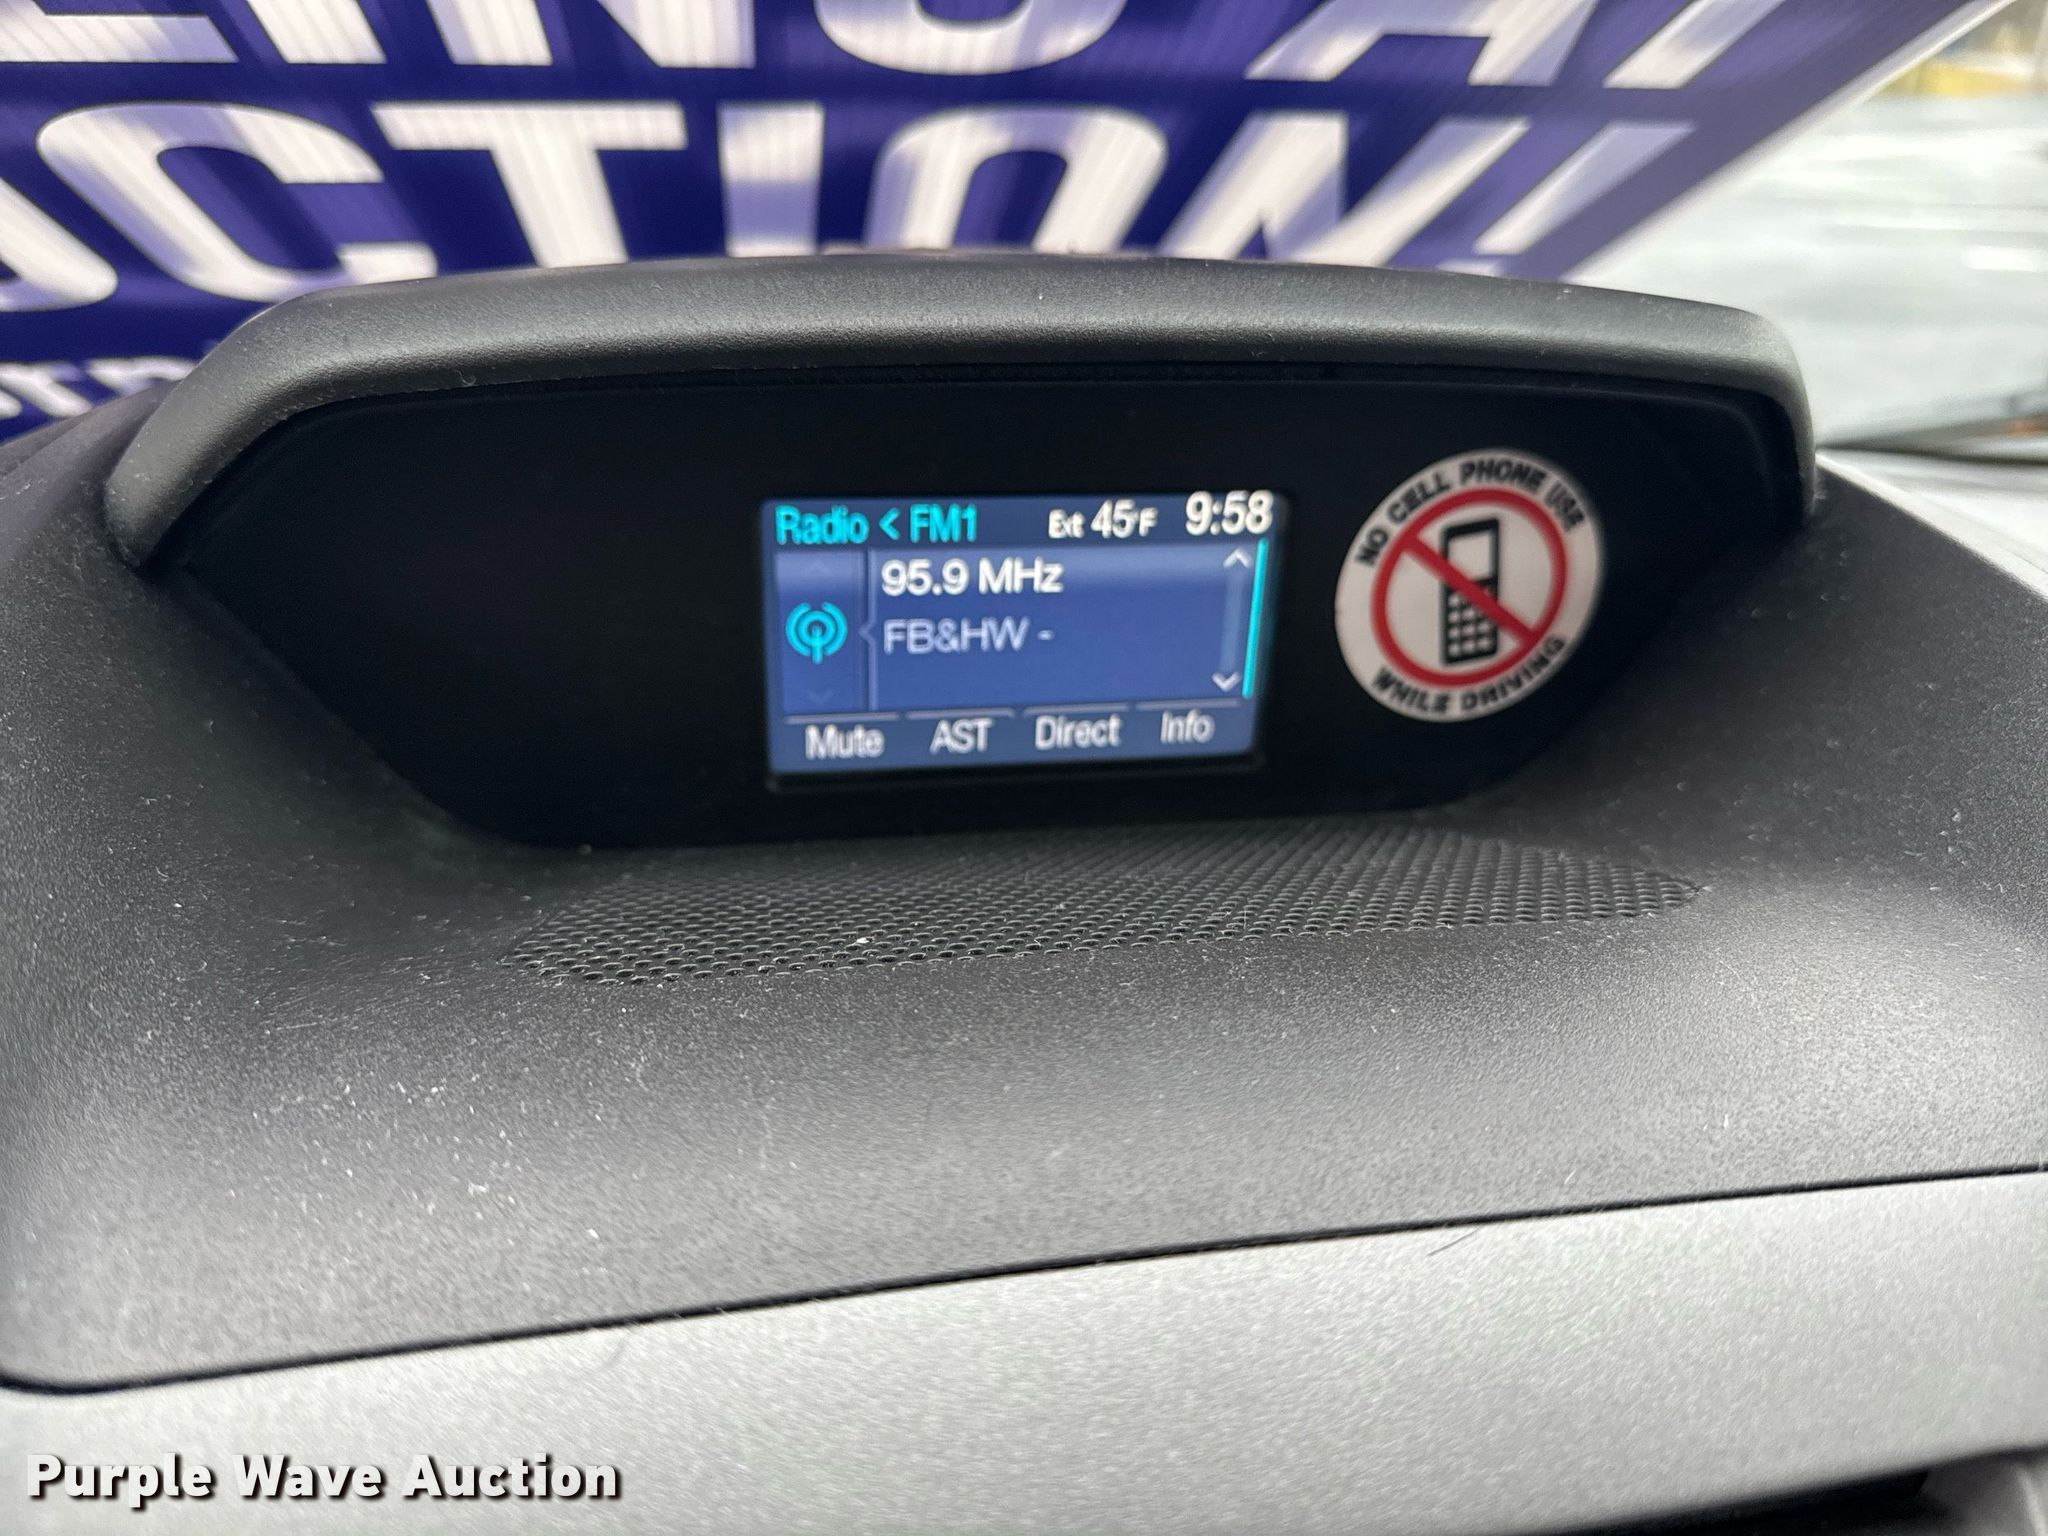 CTION!
Radio < FM1 Ext 45°F 9:58
95.9 MHz
FB&HW -
Mute AST Direct Info
NO CELL PHONE USE
WHILE DRIVING
Purple Wave Auction